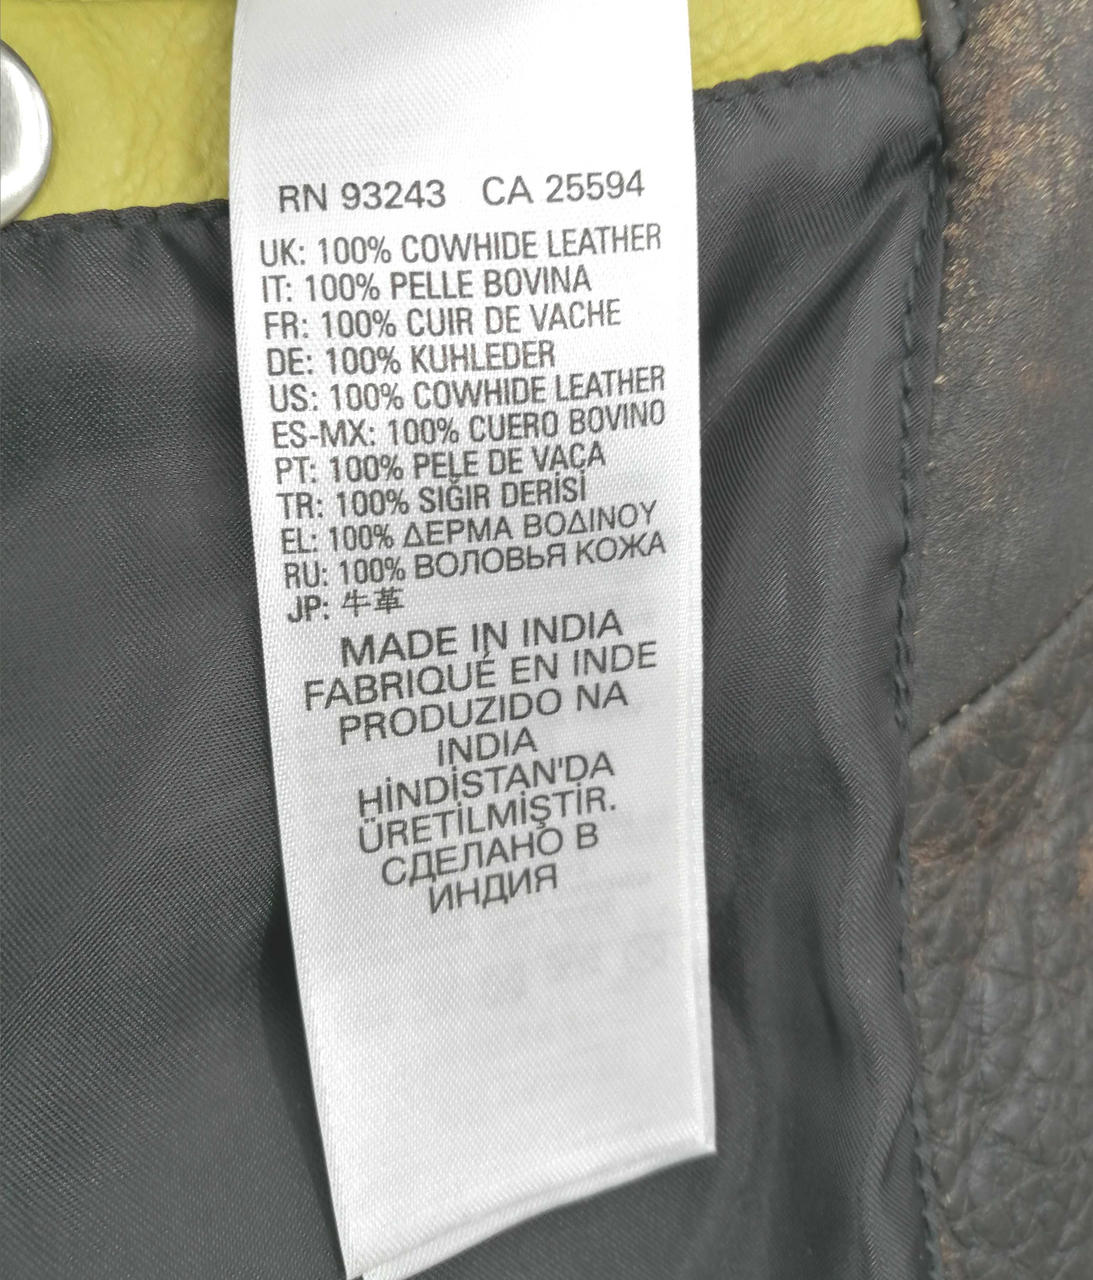 RN 93243 CA 25594
UK: 100% COWHIDE LEATHER
IT: 100% PELLE BOVINA
FR: 100% CUIR DE VACHE
DE: 100% KUHLEDER
US: 100% COWHIDE LEATHER
ES-MX: 100% CUERO BOVINO
PT: 100% PELE DE VACA
TR: 100% SIĞIR DERİSİ
EL: 100% ΔΕΡΜΑ ΒΟΔΙΝΟΥ
RU: 100% ВОЛОВЬЯ КОЖА
JP: 牛革
MADE IN INDIA
FABRIQUÉ EN INDE
PRODUZIDO NA
INDIA
HİNDİSTAN'DA
ÜRETİLMİŞTİR.
СДЕЛАНО В
ИНДИЯ